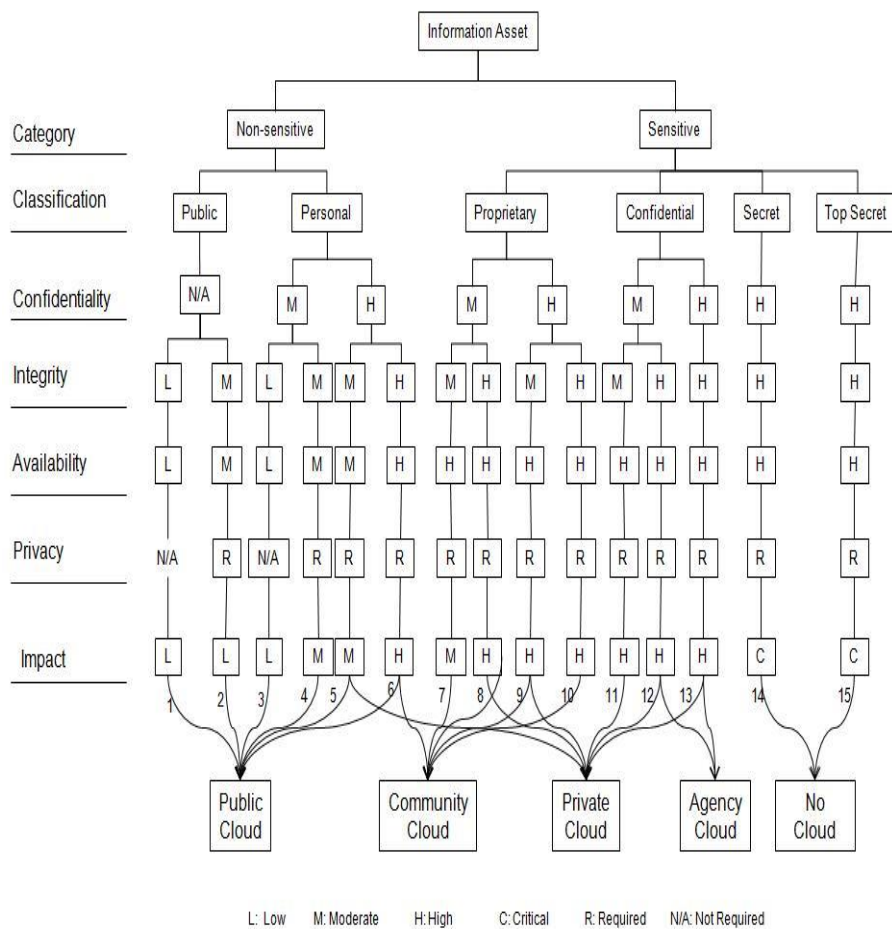 Information Asset
Category
Non-sensitive
Sensitive
Classification
Public
Personal
Proprietary
Confidential
Secret
Top Secret
Confidentiality
N/A
M
H
M
H
M
H
H
H
Integrity
L
M
L
M
M
H
M
H
M
H
M
H
H
H
H
Availability
L
M
L
M
M
H
H
H
H
H
H
H
H
H
H
Privacy
N/A
R
N/A
R
R
R
R
R
R
R
R
R
R
R
R
Impact
L
L
L
M
M
H
M
H
H
H
H
H
H
C
C
1
2
3
4
5
6
7
8
9
10
11
12
13
14
15
Public
Cloud
Community
Cloud
Private
Cloud
Agency
Cloud
No
Cloud
L: Low M: Moderate H: High C: Critical R: Required N/A: Not Required